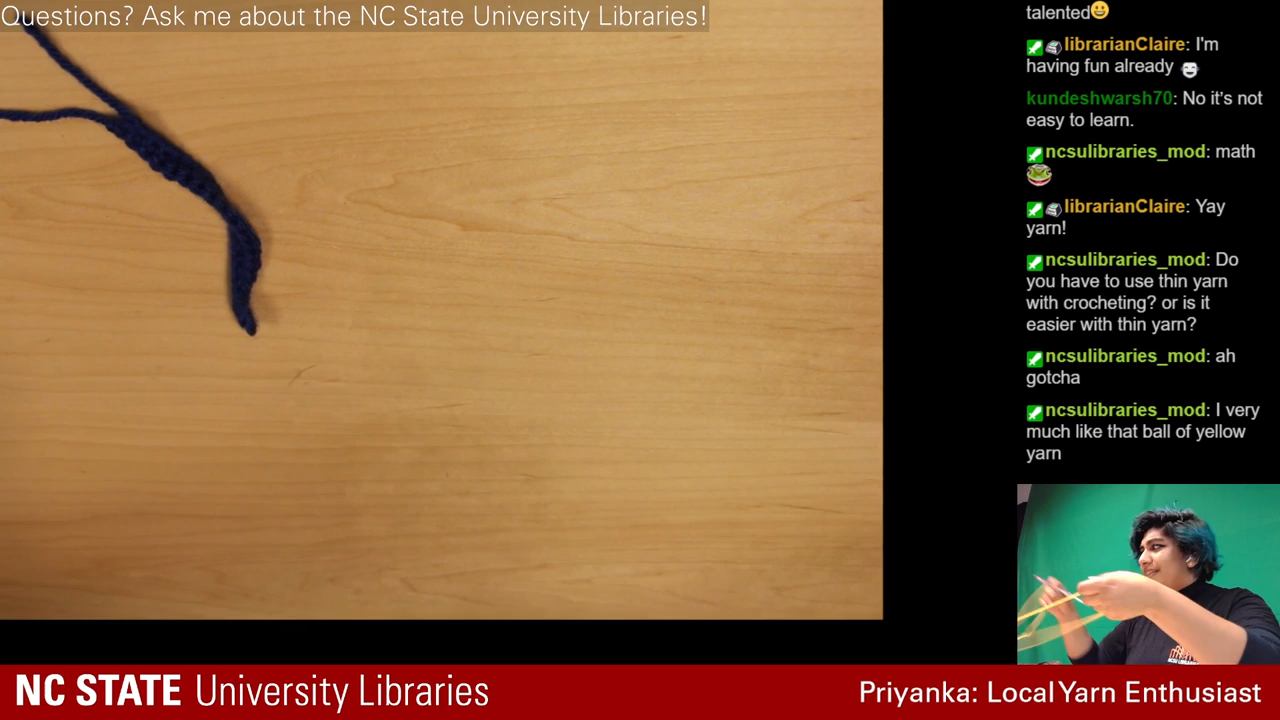 Questions? Ask me about the NC State University Libraries!
talented
librarianClaire: I'm
having fun already
kundeshwarsh70: No it's not
easy to learn.
ncsulibraries_mod: math
librarianClaire: Yay
yarn!
ncsulibraries_mod: Do
you have to use thin yarn
with crocheting? or is it
easier with thin yarn?
ncsulibraries_mod: ah
gotcha
ncsulibraries_mod: I very
much like that ball of yellow
yarn
NC STATE University Libraries
Priyanka: Local Yarn Enthusiast